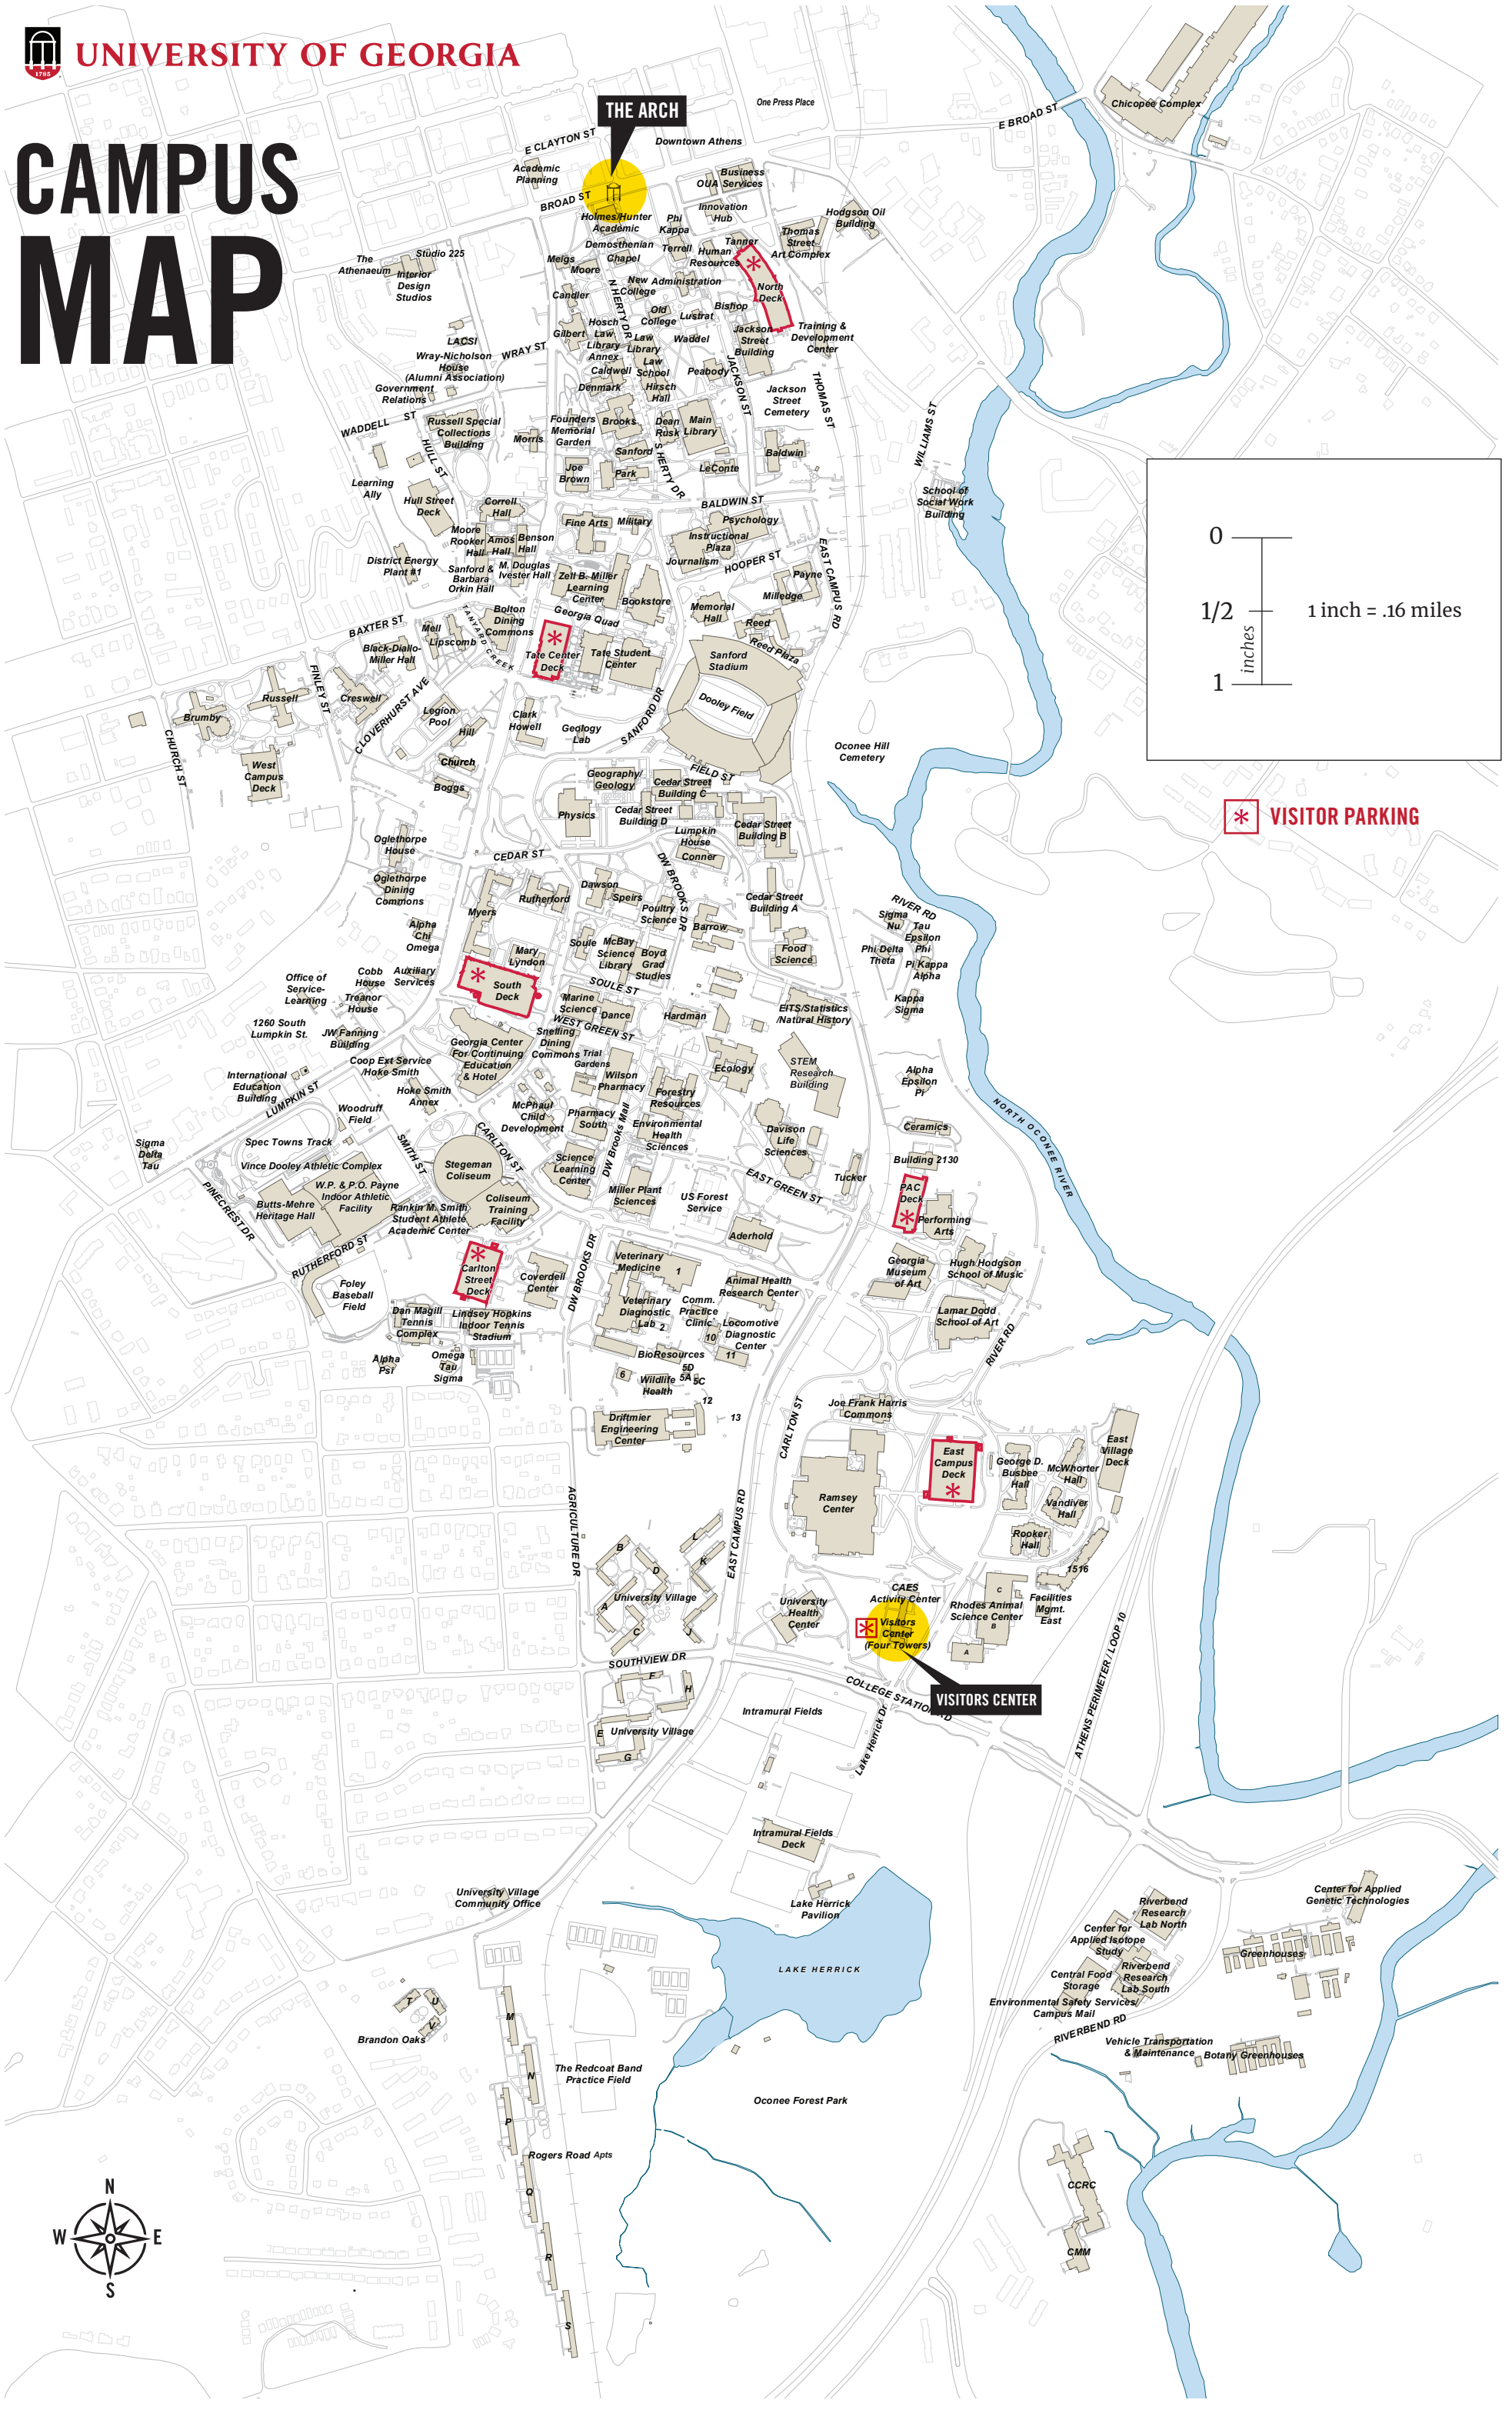 UNIVERSITY OF GEORGIA
1785
CAMPUS
MAP
THE ARCH
One Press Place
E CLAYTON ST
Downtown Athens
E BROAD ST
Chicopee Complex
Academic
Planning
BROAD ST
Business
OUA Services
Innovation
Hub
Holmes/Hunter
Academic
Phi
Kappa
Hodgson Oil
Building
Thomas
Street
Art Complex
Demosthenian
Chapel
Terrell
Tanner
Human
Resources
Meigs
Moore
Studio 225
The
Athenaeum
Interior
Design
Studios
New
College
Administration
North
Deck
Candler
N HERTY DR
Old
College
Lustrat
Bishop
Hosch
Law
Library
Annex
Gilbert
Law
Library
Waddel
Jackson
Street
Building
Training &
Development
Center
LACSI
Wray-Nicholson
House
(Alumni Association)
WRAY ST
Caldwell
Law
School
Peabody
JACKSON ST
THOMAS ST
Government
Relations
Denmark
Hirsch
Hall
Jackson
Street
Cemetery
WADDELL ST
Russell Special
Collections
Building
HULL ST
Morris
Founders
Memorial
Garden
Brooks
Dean
Rusk
Main
Library
WILLIAMS ST
Sanford
S HERTY DR
Baldwin
Joe
Brown
Park
LeConte
Learning
Ally
Hull Street
Deck
Correll
Hall
BALDWIN ST
School of
Social Work
Building
Fine Arts
Military
Psychology
Instructional
Plaza
Moore
Rooker
Hall
Amos
Hall
Benson
Hall
Journalism
HOOPER ST
EAST CAMPUS RD
District Energy
Plant #1
Sanford &
Barbara
Orkin Hall
M. Douglas
Ivester Hall
Zell B. Miller
Learning
Center
Payne
Milledge
Bookstore
Memorial
Hall
Georgia Quad
Bolton
Dining
Commons
TANYARD CREEK
Reed
Reed Plaza
BAXTER ST
Mell
Lipscomb
Black-Diallo-
Miller Hall
Tate Center
Deck
Tate Student
Center
Sanford
Stadium
Dooley Field
FINLEY ST
Russell
Creswell
CLOVERHURST AVE
Brumby
CHURCH ST
Legion
Pool
Hill
Clark
Howell
Geology
Lab
SANFORD DR
Oconee Hill
Cemetery
West
Campus
Deck
Church
Boggs
Geography/
Geology
FIELD ST
Cedar Street
Building C
Physics
Cedar Street
Building D
Lumpkin
House
Cedar Street
Building B
Conner
0
1/2
1
inches
1 inch = .16 miles
VISITOR PARKING
Oglethorpe
House
CEDAR ST
DW BROOKS DR
Oglethorpe
Dining
Commons
Dawson
Speirs
Rutherford
Myers
Poultry
Science
Cedar Street
Building A
Barrow
RIVER RD
Sigma
Nu
Tau
Epsilon
Phi
Phi Delta
Theta
Pi Kappa
Alpha
Alpha
Chi
Omega
Mary
Lyndon
Soule
McBay
Science
Library
Boyd
Grad
Studies
Food
Science
Kappa
Sigma
Cobb
House
Auxiliary
Services
Office of
Service-
Learning
Treanor
House
South
Deck
SOULE ST
Marine
Science
Dance
Hardman
EITS/Statistics
/Natural History
1260 South
Lumpkin St.
JW Fanning
Building
WEST GREEN ST
Georgia Center
For Continuing
Education
& Hotel
Snelling
Dining
Commons
Trial
Gardens
Coop Ext Service
/Hoke Smith
Wilson
Pharmacy
Ecology
STEM
Research
Building
Alpha
Epsilon
Pi
International
Education
Building
LUMPKIN ST
Hoke Smith
Annex
Forestry
Resources
Woodruff
Field
McPhaul
Child
Development
Pharmacy
South
DW Brooks Mall
Environmental
Health
Sciences
Davison
Life
Sciences
Ceramics
NORTH OCONEE RIVER
Sigma
Delta
Tau
Spec Towns Track
SMITH ST
CARLTON ST
Vince Dooley Athletic Complex
Stegeman
Coliseum
Science
Learning
Center
Building 2130
Tucker
EAST GREEN ST
PINECREST DR
Butts-Mehre
Heritage Hall
W.P. & P.O. Payne
Indoor Athletic
Facility
Rankin M. Smith
Student Athlete
Academic Center
Coliseum
Training
Facility
Miller Plant
Sciences
US Forest
Service
PAC
Deck
Performing
Arts
Aderhold
RUTHERFORD ST
Carlton
Street
Deck
Coverdell
Center
DW BROOKS DR
Veterinary
Medicine
1
Georgia
Museum
of Art
Hugh Hodgson
School of Music
Foley
Baseball
Field
Animal Health
Research Center
Veterinary
Diagnostic
Lab
2
Comm.
Practice
Clinic
10
Locomotive
Diagnostic
Center
Lamar Dodd
School of Art
RIVER RD
Dan Magill
Tennis
Complex
Lindsey Hopkins
Indoor Tennis
Stadium
BioResources
11
Alpha
Psi
Omega
Tau
Sigma
6
Wildlife
Health
5D
5A
5C
12
13
Driftmier
Engineering
Center
CARLTON ST
Joe Frank Harris
Commons
East
Campus
Deck
George D.
Busbee
Hall
McWhorter
Hall
East
Village
Deck
AGRICULTURE DR
EAST CAMPUS RD
Ramsey
Center
Vandiver
Hall
Rooker
Hall
1516
L
B
D
K
University Village
A
C
J
University
Health
Center
CAES
Activity Center
Visitors
Center
(Four Towers)
Rhodes Animal
Science Center
C
B
A
Facilities
Mgmt.
East
SOUTHVIEW DR
F
H
COLLEGE STATION RD
VISITORS CENTER
ATHENS PERIMETER / LOOP 10
Intramural Fields
Lake Herrick Dr
E
University Village
G
Intramural Fields
Deck
University Village
Community Office
Lake Herrick
Pavilion
LAKE HERRICK
Riverbend
Research
Lab North
Center for Applied
Genetic Technologies
Center for
Applied Isotope
Study
Greenhouses
Riverbend
Research
Lab South
Central Food
Storage
Environmental Safety Services/
Campus Mail
RIVERBEND RD
Vehicle Transportation
& Maintenance
Botany Greenhouses
T
U
V
Brandon Oaks
M
N
The Redcoat Band
Practice Field
Oconee Forest Park
P
Rogers Road Apts
Q
R
S
CCRC
CMM
N
W
E
S